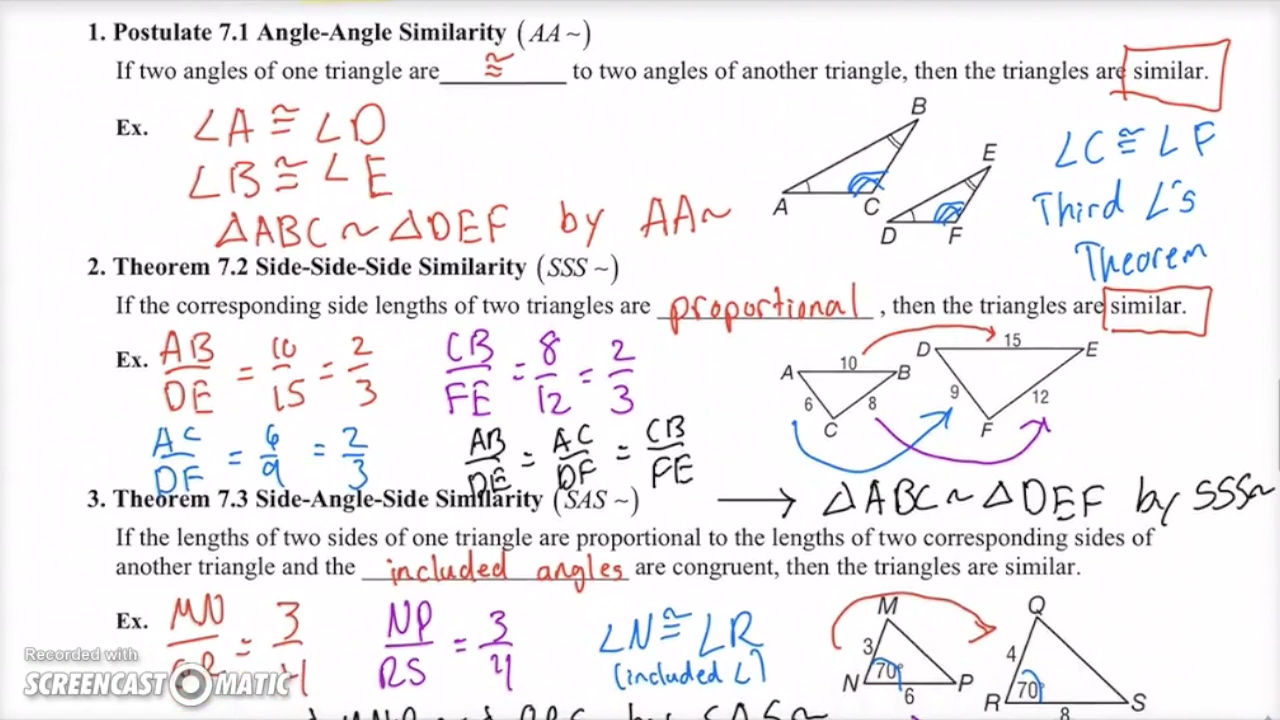 1. Postulate 7.1 Angle-Angle Similarity (AA ~)
If two angles of one triangle are ≅ to two angles of another triangle, then the triangles are similar.
Ex. ∠A ≅ ∠D
∠B ≅ ∠E
△ABC ~ △DEF by AA~
B
E
A
C
D
F
∠C ≅ ∠F
Third ∠'s
Theorem
2. Theorem 7.2 Side-Side-Side Similarity (SSS ~)
If the corresponding side lengths of two triangles are proportional, then the triangles are similar.
Ex. AB/DE = 10/15 = 2/3
CB/FE = 8/12 = 2/3
AC/DF = 6/9 = 2/3
AB/DE = AC/DF = CB/FE
A 10 B
6 8
C
D 15 E
9 12
F
→ △ABC ~ △DEF by SSS~
3. Theorem 7.3 Side-Angle-Side Similarity (SAS ~)
If the lengths of two sides of one triangle are proportional to the lengths of two corresponding sides of
another triangle and the included angles are congruent, then the triangles are similar.
Ex. MN/QR = 3/4
NP/RS = 3/4
∠N ≅ ∠R
(included ∠)
M
3
70°
N 6 P
Q
4
70°
R 8 S
by SAS~
Recorded with
SCREENCAST-O-MATIC